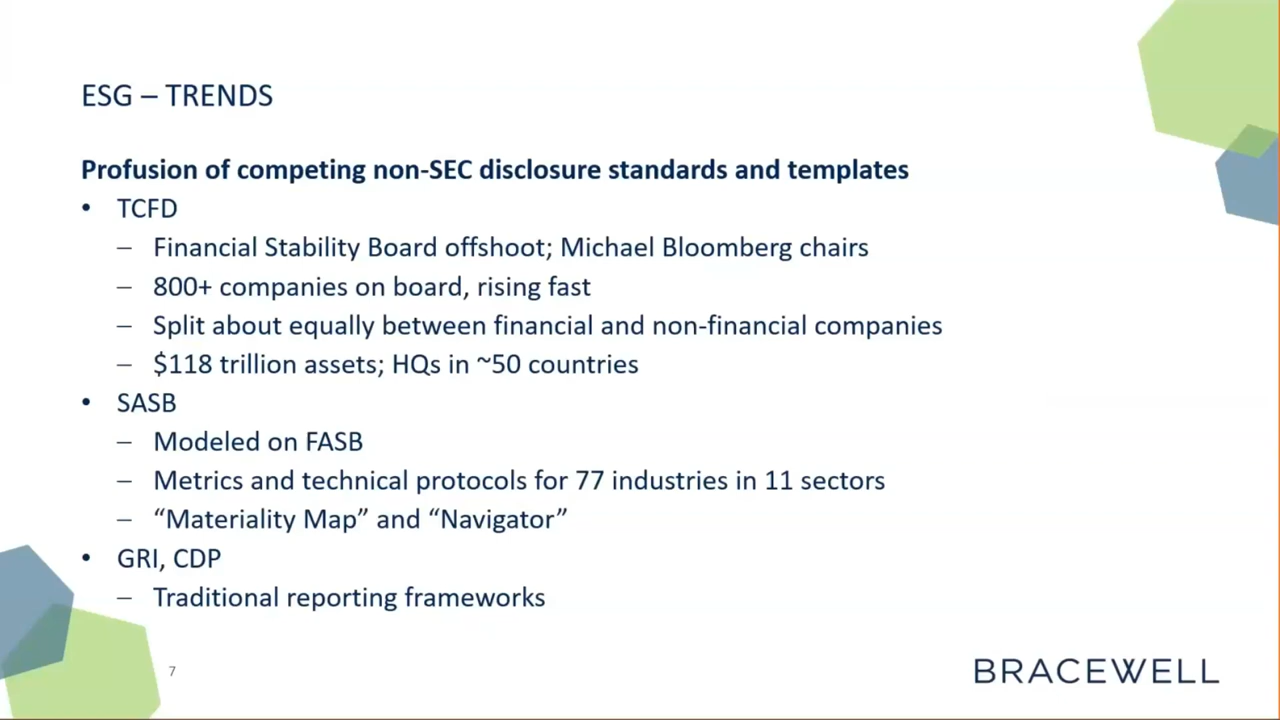 ESG – TRENDS
Profusion of competing non-SEC disclosure standards and templates
• TCFD
– Financial Stability Board offshoot; Michael Bloomberg chairs
– 800+ companies on board, rising fast
– Split about equally between financial and non-financial companies
– $118 trillion assets; HQs in ~50 countries
• SASB
– Modeled on FASB
– Metrics and technical protocols for 77 industries in 11 sectors
– “Materiality Map” and “Navigator”
• GRI, CDP
– Traditional reporting frameworks
7
BRACEWELL